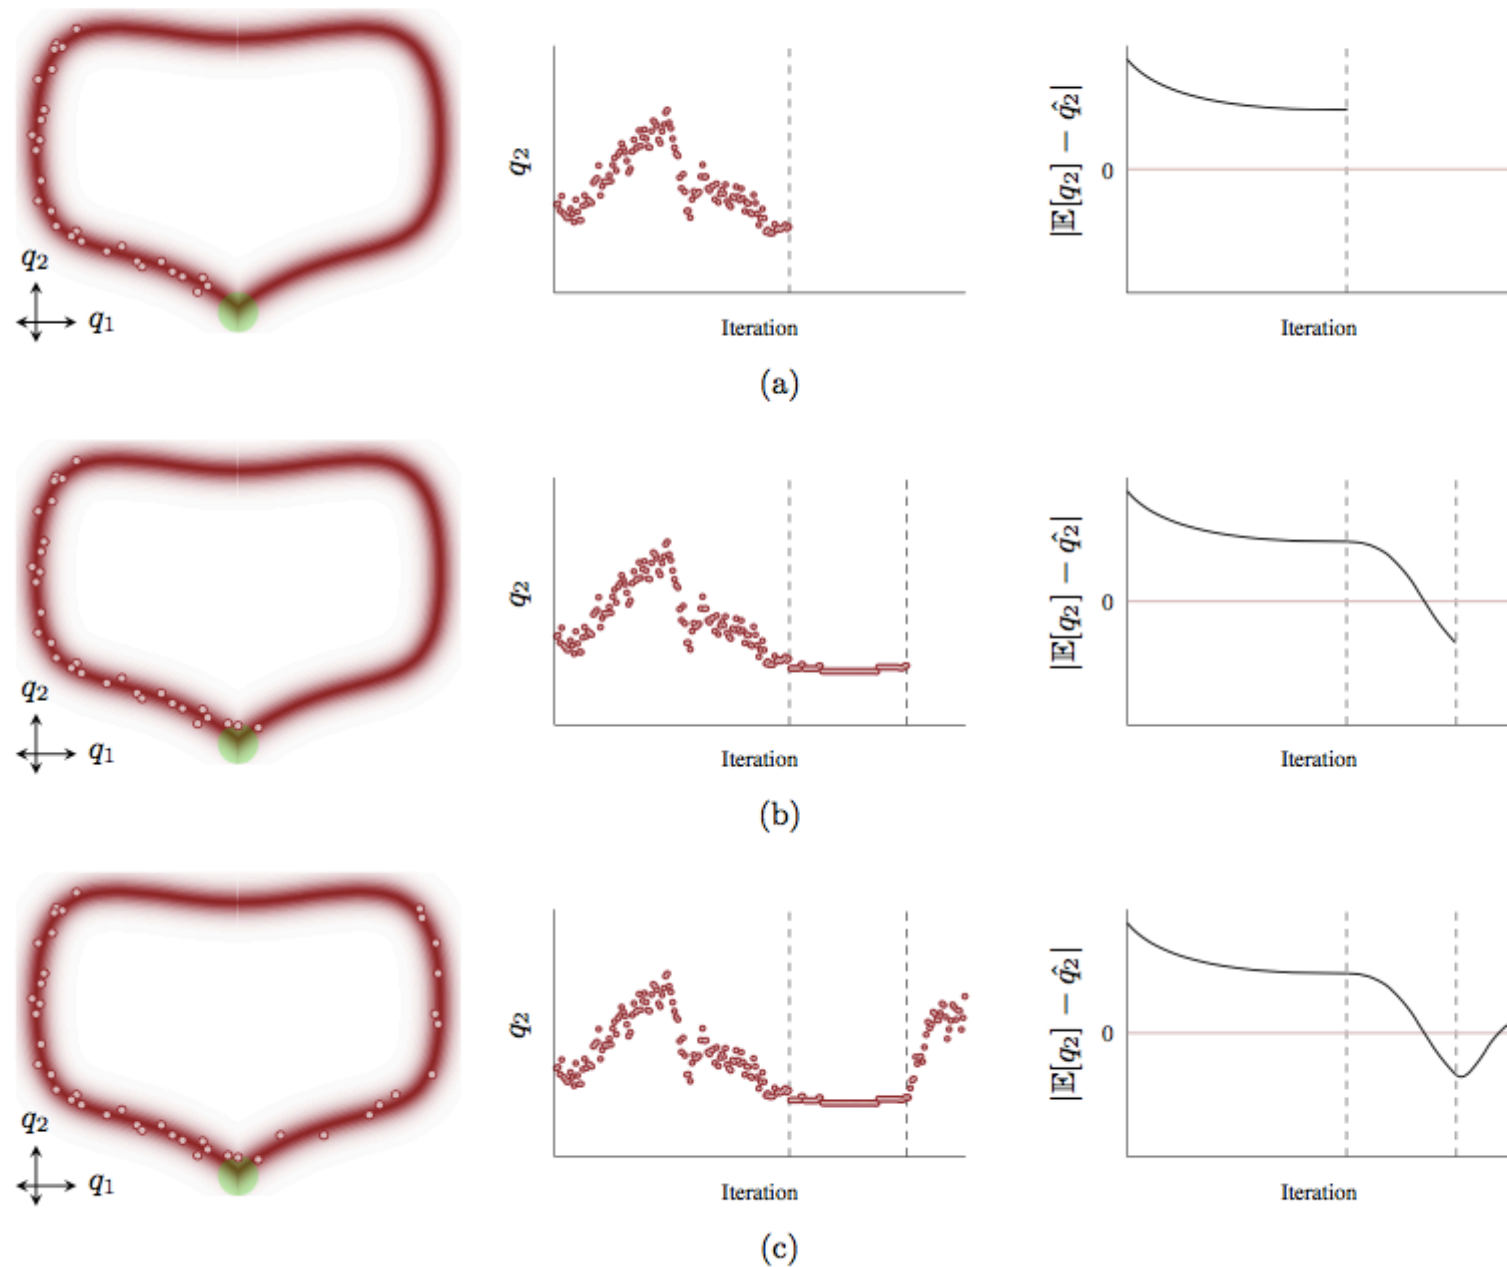 q₂
q₁
q₂
Iteration
|𝔼[q₂] − q̂₂|
0
Iteration
(a)
q₂
q₁
q₂
Iteration
|𝔼[q₂] − q̂₂|
0
Iteration
(b)
q₂
q₁
q₂
Iteration
|𝔼[q₂] − q̂₂|
0
Iteration
(c)